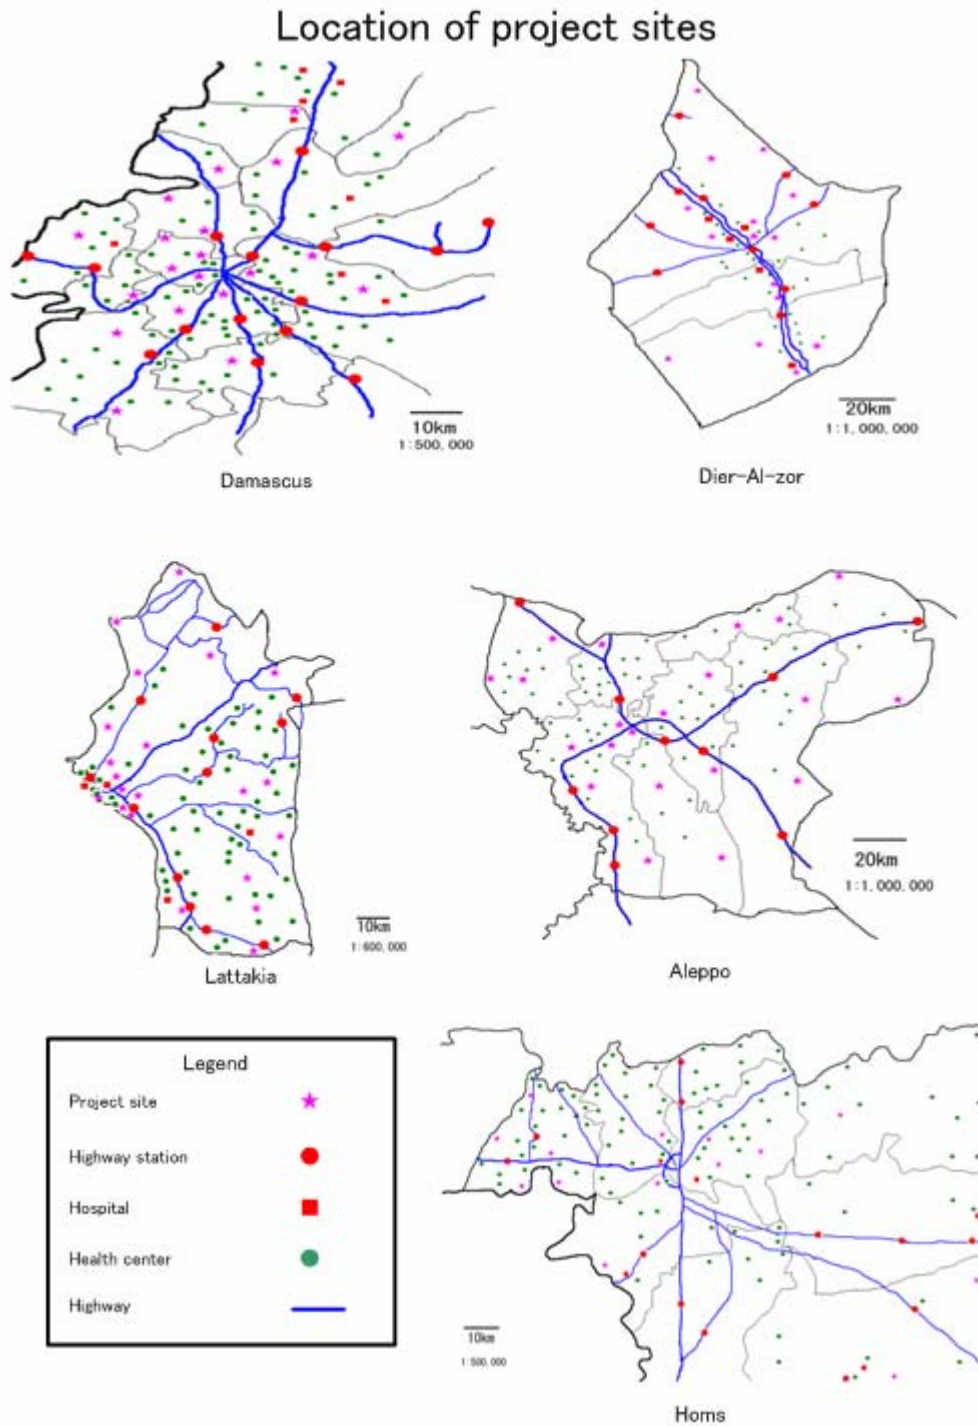 Location of project sites
10km
1:500,000
Damascus
20km
1:1,000,000
Dier-Al-zor
10km
1:600,000
Lattakia
20km
1:1,000,000
Aleppo
Legend
Project site
Highway station
Hospital
Health center
Highway
10km
1:500,000
Homs